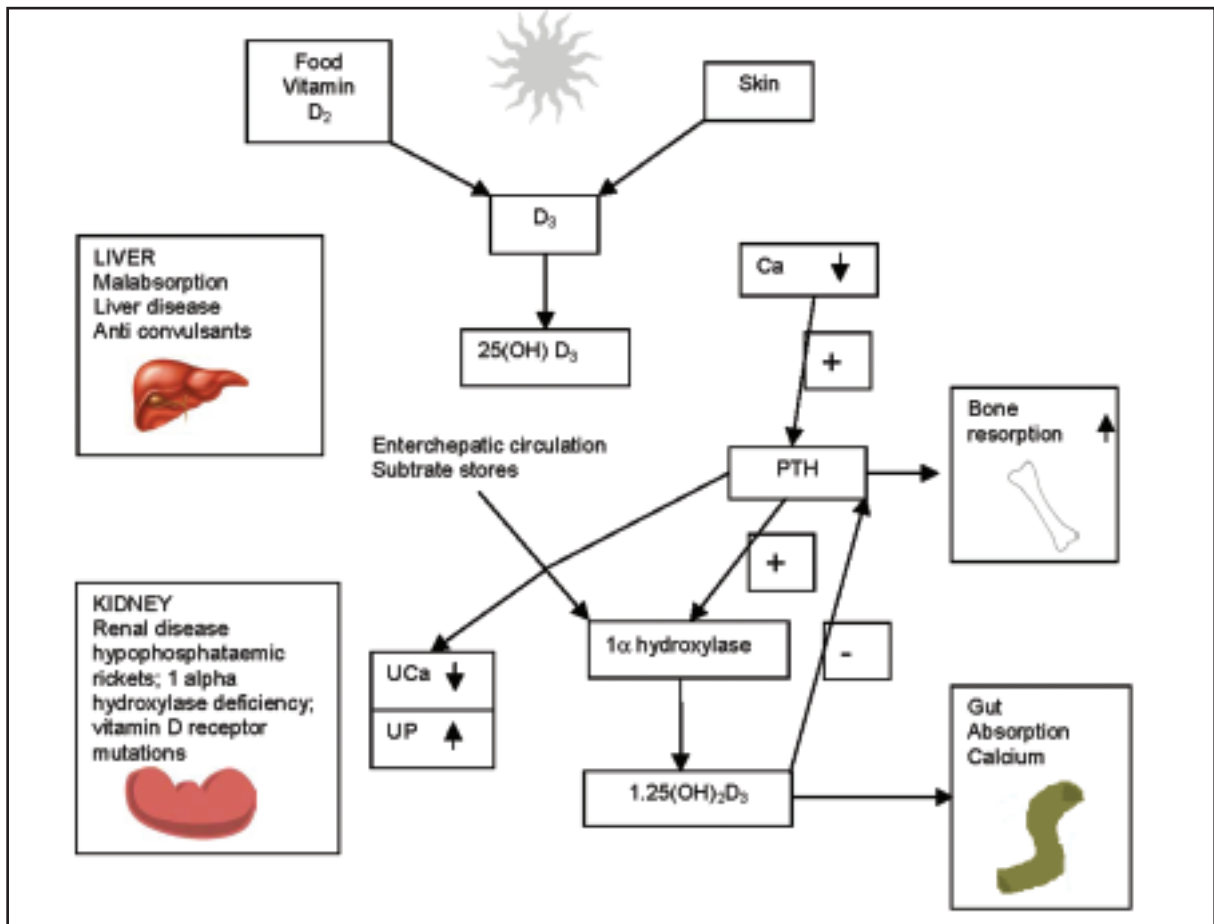 Food
Vitamin
D₂
Skin
D₃
LIVER
Malabsorption
Liver disease
Anti convulsants
Ca
25(OH) D₃
+
Bone
resorption
Enterchepatic circulation
Subtrate stores
PTH
+
KIDNEY
Renal disease
hypophosphataemic
rickets; 1 alpha
hydroxylase deficiency;
vitamin D receptor
mutations
1α hydroxylase
-
UCa
UP
Gut
Absorption
Calcium
1.25(OH)₂D₃